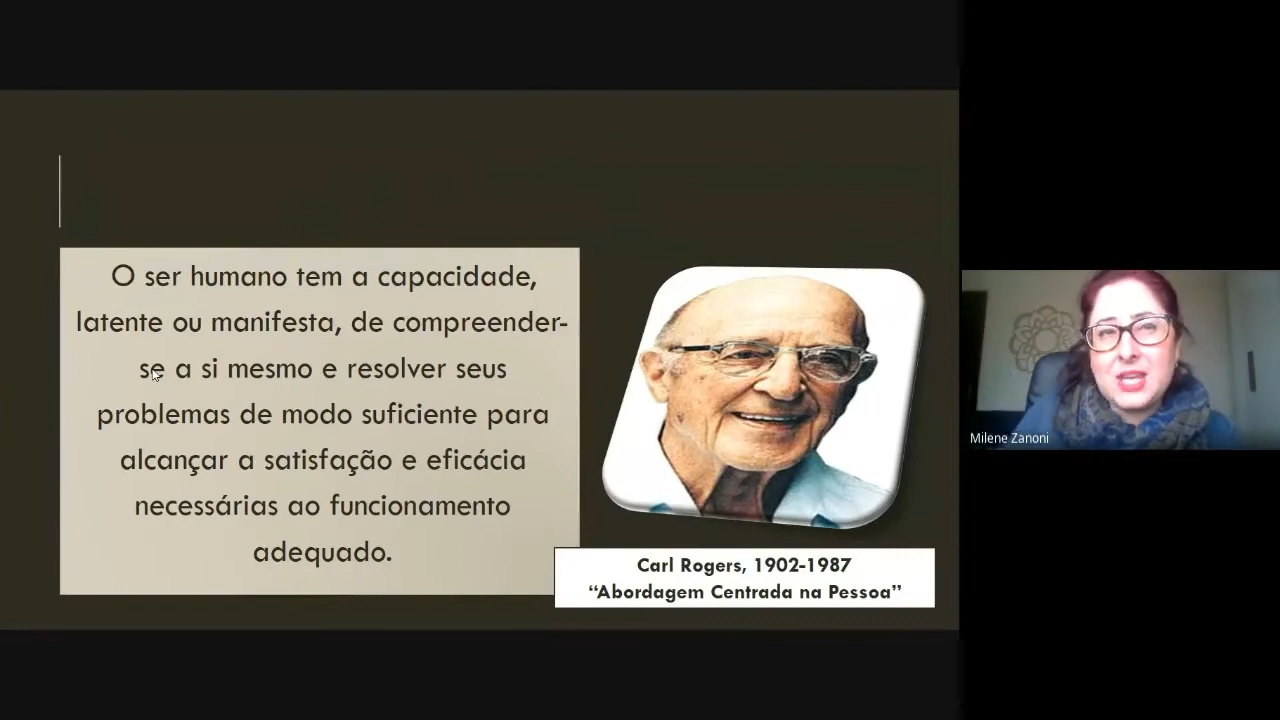 O ser humano tem a capacidade,
latente ou manifesta, de compreender-
se a si mesmo e resolver seus
problemas de modo suficiente para
alcançar a satisfação e eficácia
necessárias ao funcionamento
adequado.
Carl Rogers, 1902-1987
“Abordagem Centrada na Pessoa”
Milene Zanoni